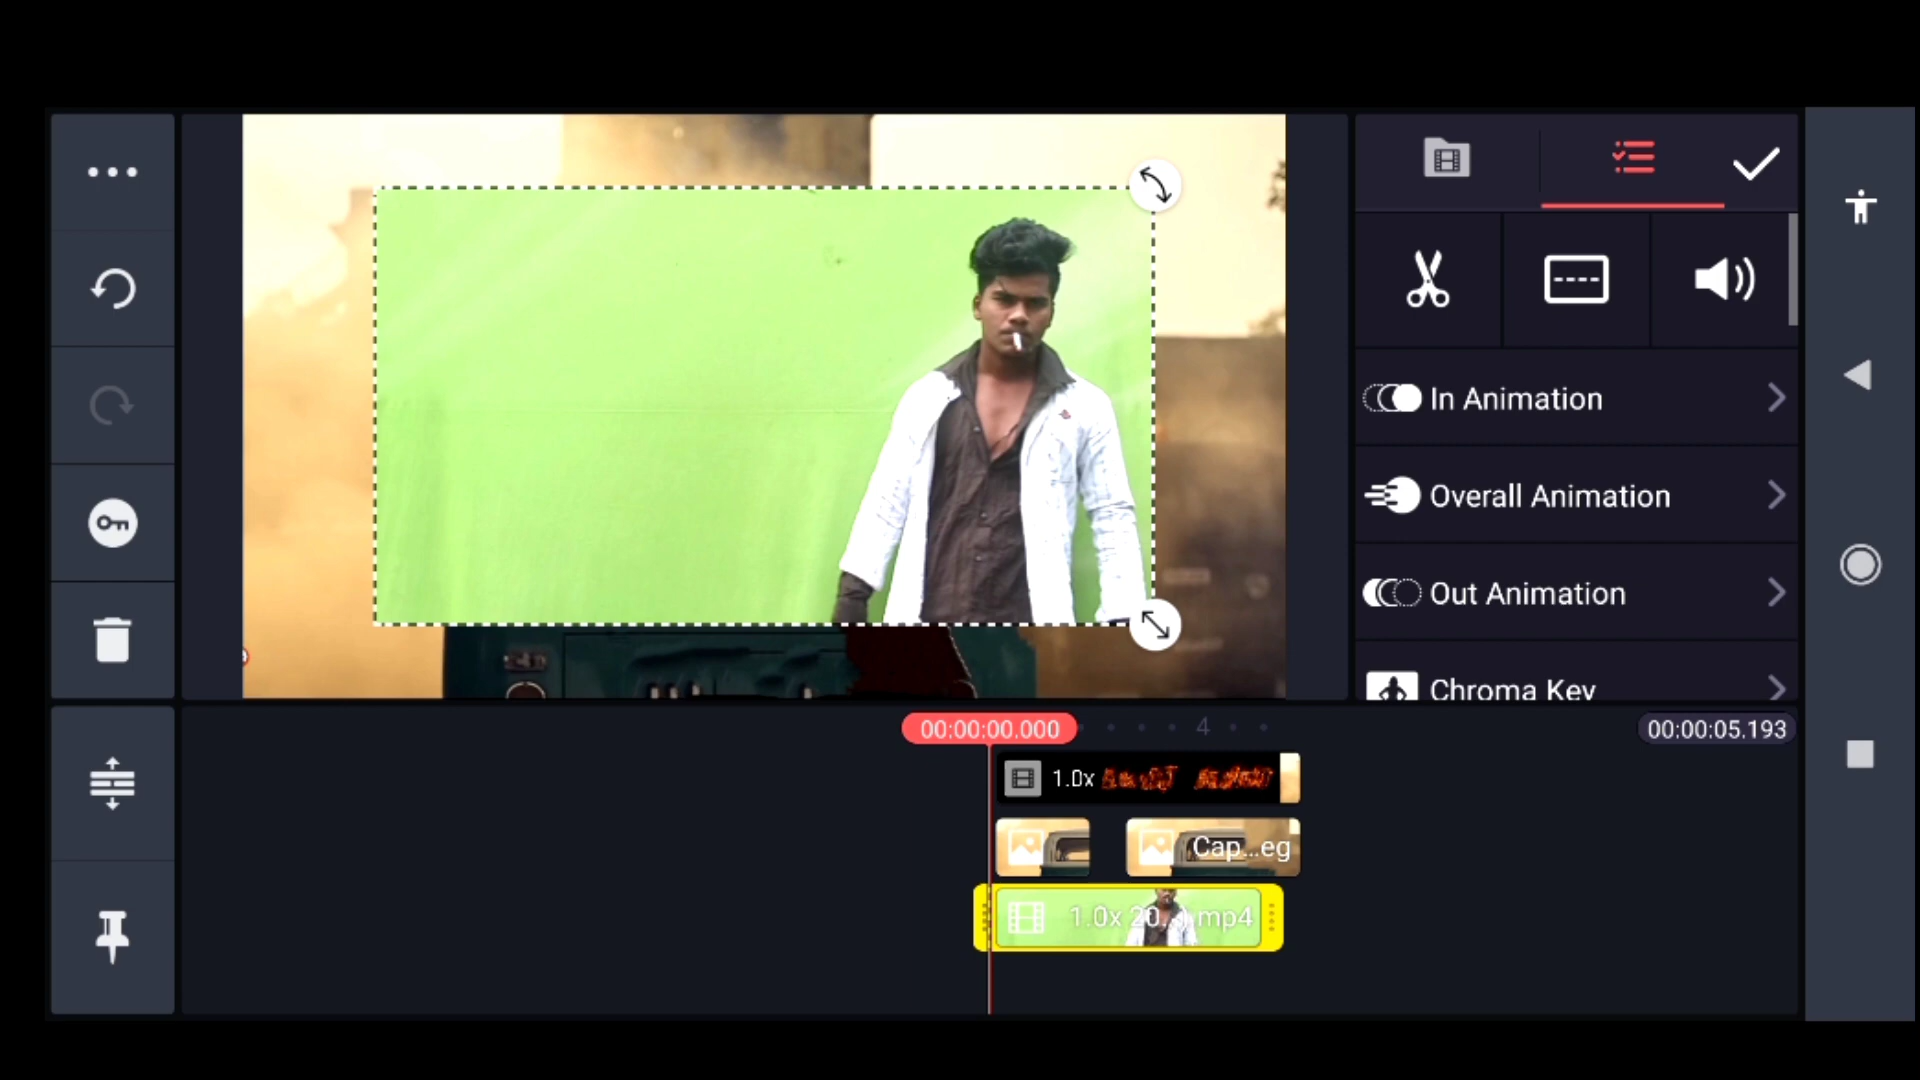 In Animation
Overall Animation
Out Animation
Chroma Key
00:00:00.000
4
00:00:05.193
1.0x
Cap...eg
1.0x 20...mp4